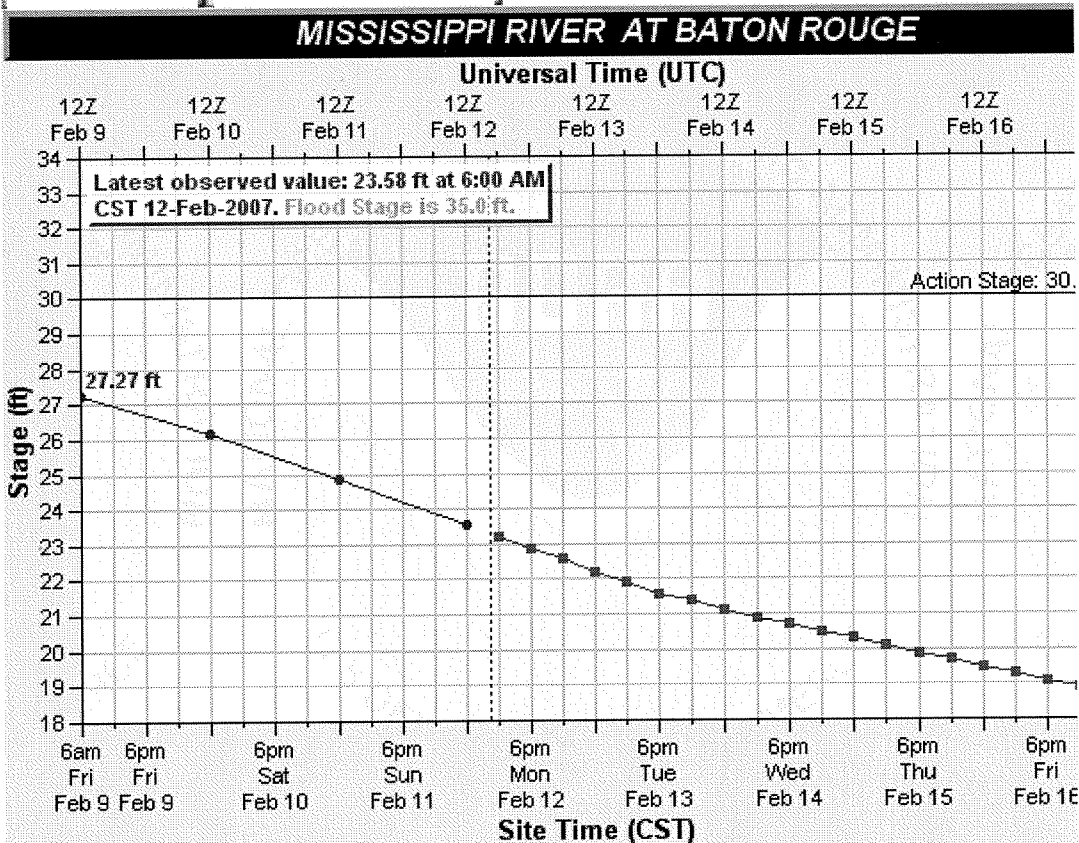 MISSISSIPPI RIVER AT BATON ROUGE
Universal Time (UTC)
12Z 12Z 12Z 12Z 12Z 12Z 12Z 12Z
Feb 9 Feb 10 Feb 11 Feb 12 Feb 13 Feb 14 Feb 15 Feb 16
34
33
Latest observed value: 23.58 ft at 6:00 AM
CST 12-Feb-2007. Flood Stage is 35.0 ft.
32
31
Action Stage: 30.
30
29
28
27.27 ft
27
26
25
24
23
22
21
20
19
18
Stage (ft)
6am 6pm 6pm 6pm 6pm 6pm 6pm 6pm 6pm
Fri Fri Sat Sun Mon Tue Wed Thu Fri
Feb 9 Feb 9 Feb 10 Feb 11 Feb 12 Feb 13 Feb 14 Feb 15 Feb 16
Site Time (CST)